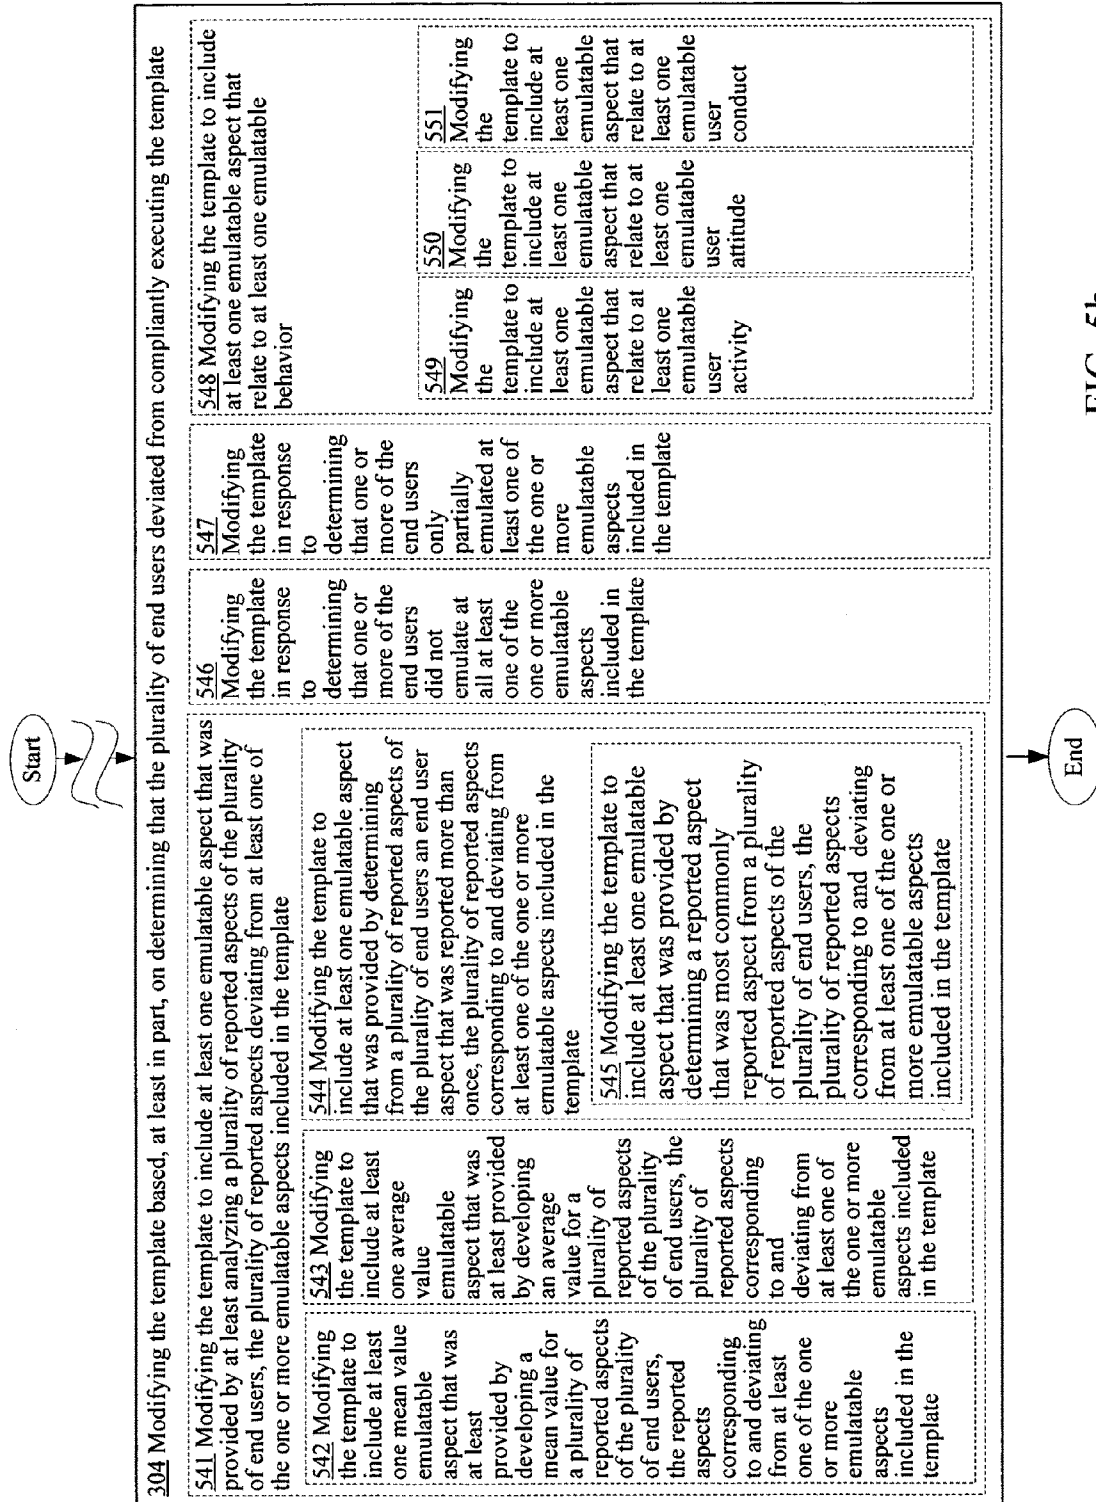 Start
304 Modifying the template based, at least in part, on determining that the plurality of end users deviated from compliantly executing the template
541 Modifying the template to include at least one emulatable aspect that was
provided by at least analyzing a plurality of reported aspects of the plurality
of end users, the plurality of reported aspects deviating from at least one of
the one or more emulatable aspects included in the template
542 Modifying
the template to
include at least
one mean value
emulatable
aspect that was
at least
provided by
developing a
mean value for
a plurality of
reported aspects
of the plurality
of end users,
the reported
aspects
corresponding
to and deviating
from at least
one of the one
or more
emulatable
aspects
included in the
template
543 Modifying
the template to
include at least
one average
value
emulatable
aspect that was
at least provided
by developing
an average
value for a
plurality of
reported aspects
of the plurality
of end users, the
plurality of
reported aspects
corresponding
to and
deviating from
at least one of
the one or more
emulatable
aspects included
in the template
544 Modifying the template to
include at least one emulatable aspect
that was provided by determining
from a plurality of reported aspects of
the plurality of end users an end user
aspect that was reported more than
once, the plurality of reported aspects
corresponding to and deviating from
at least one of the one or more
emulatable aspects included in the
template
545 Modifying the template to
include at least one emulatable
aspect that was provided by
determining a reported aspect
that was most commonly
reported aspect from a plurality
of reported aspects of the
plurality of end users, the
plurality of reported aspects
corresponding to and deviating
from at least one of the one or
more emulatable aspects
included in the template
546
Modifying
the template
in response
to
determining
that one or
more of the
end users
did not
emulate at
all at least
one of the
one or more
emulatable
aspects
included in
the template
547
Modifying
the template
in response
to
determining
that one or
more of the
end users
only
partially
emulated at
least one of
the one or
more
emulatable
aspects
included in
the template
548 Modifying the template to include
at least one emulatable aspect that
relate to at least one emulatable
behavior
549
Modifying
the
template to
include at
least one
emulatable
aspect that
relate to at
least one
emulatable
user
activity
550
Modifying
the
template to
include at
least one
emulatable
aspect that
relate to at
least one
emulatable
user
attitude
551
Modifying
the
template to
include at
least one
emulatable
aspect that
relate to at
least one
emulatable
user
conduct
End
FIG. 5b